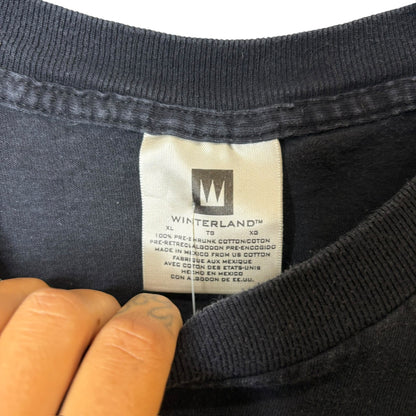 WINTERLAND™
XL TG XG
100% PRE-SHRUNK COTTON/COTON
PRE-RETRECI,ALGODON PRE-ENCOGIDO
MADE IN MEXICO FROM US COTTON
FABRIQUE AUX MEXIQUE
AVEC COTON DES ETATS-UNIS
HECHO EN MEXICO
CON ALGODON DE EE.UU.